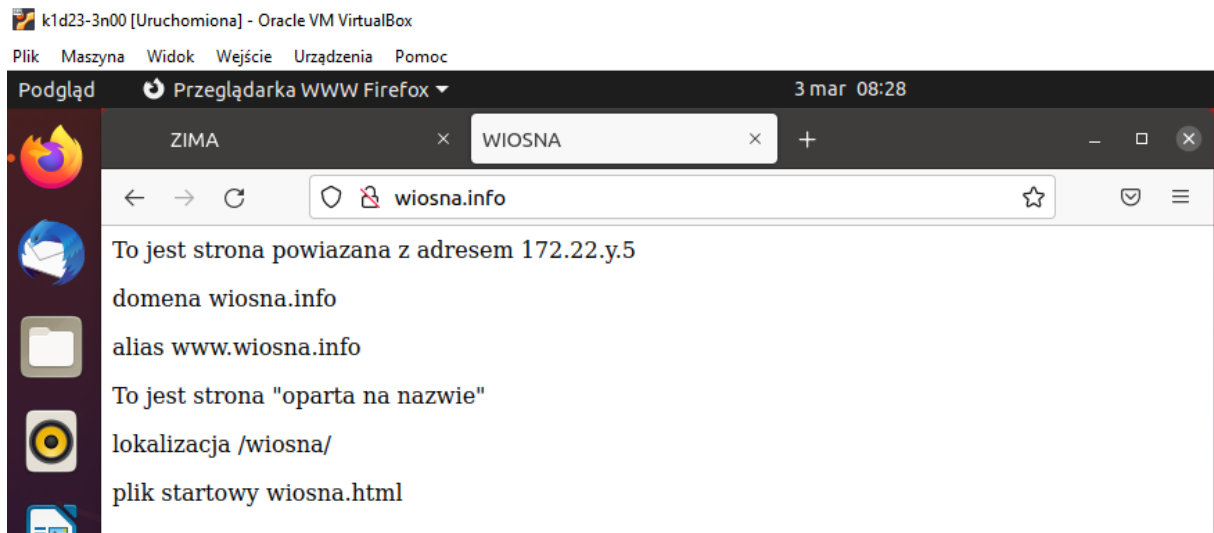 k1d23-3n00 [Uruchomiona] - Oracle VM VirtualBox
Plik Maszyna Widok Wejście Urządzenia Pomoc
Podgląd Przeglądarka WWW Firefox 3 mar 08:28
ZIMA WIOSNA
wiosna.info
To jest strona powiazana z adresem 172.22.y.5
domena wiosna.info
alias www.wiosna.info
To jest strona "oparta na nazwie"
lokalizacja /wiosna/
plik startowy wiosna.html